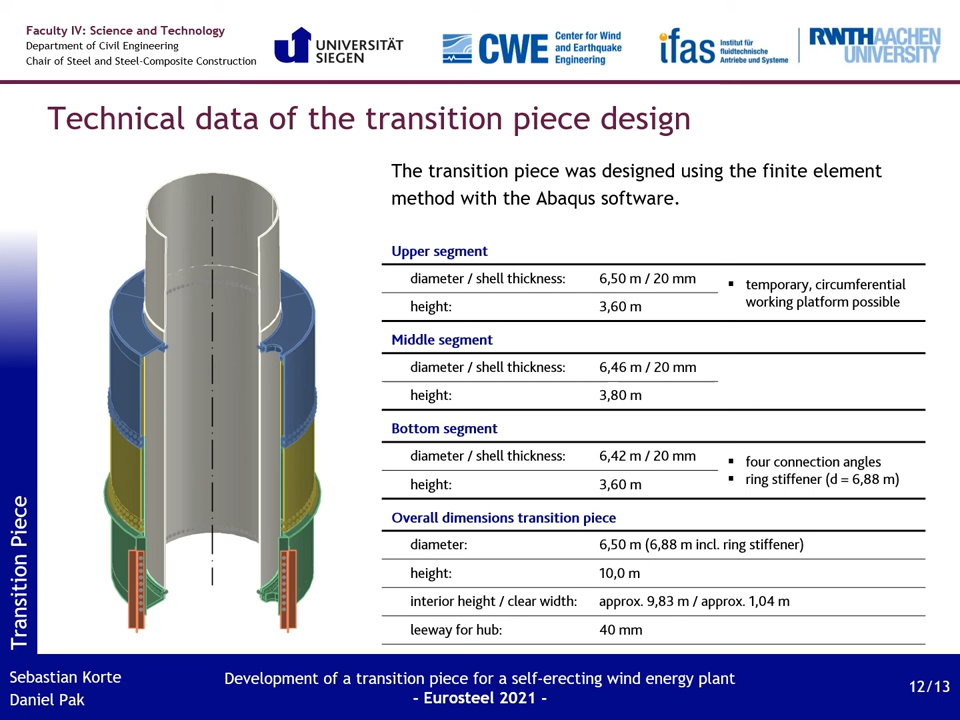 Faculty IV: Science and Technology
Department of Civil Engineering
Chair of Steel and Steel-Composite Construction
UNIVERSITÄT
SIEGEN
CWE
Center for Wind
and Earthquake
Engineering
ifas
Institut für
fluidtechnische
Antriebe und Systeme
RWTHAACHEN
UNIVERSITY
Technical data of the transition piece design
The transition piece was designed using the finite element
method with the Abaqus software.
Upper segment
diameter / shell thickness: 6,50 m / 20 mm
height: 3,60 m
▪ temporary, circumferential
working platform possible
Middle segment
diameter / shell thickness: 6,46 m / 20 mm
height: 3,80 m
Bottom segment
diameter / shell thickness: 6,42 m / 20 mm
height: 3,60 m
▪ four connection angles
▪ ring stiffener (d = 6,88 m)
Overall dimensions transition piece
diameter: 6,50 m (6,88 m incl. ring stiffener)
height: 10,0 m
interior height / clear width: approx. 9,83 m / approx. 1,04 m
leeway for hub: 40 mm
Transition Piece
Sebastian Korte
Daniel Pak
Development of a transition piece for a self-erecting wind energy plant
- Eurosteel 2021 -
12/13